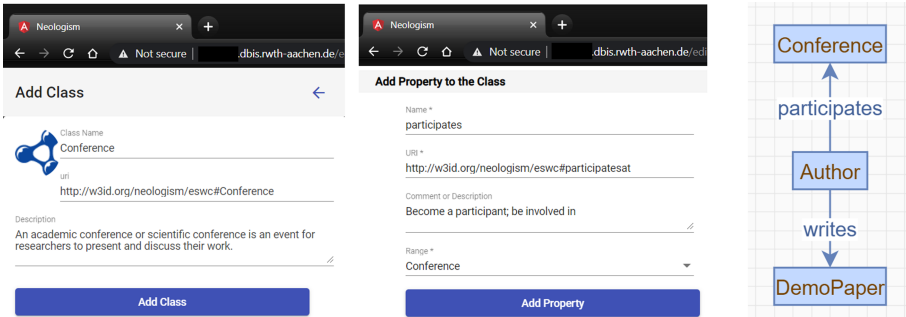 Neologism
Not secure
.dbis.rwth-aachen.de/e
Add Class
Class Name
Conference
uri
http://w3id.org/neologism/eswc#Conference
Description
An academic conference or scientific conference is an event for
researchers to present and discuss their work.
Add Class
Neologism
Not secure
.dbis.rwth-aachen.de/edi
Add Property to the Class
Name *
participates
URI *
http://w3id.org/neologism/eswc#participatesat
Comment or Description
Become a participant; be involved in
Range *
Conference
Add Property
Conference
participates
Author
writes
DemoPaper